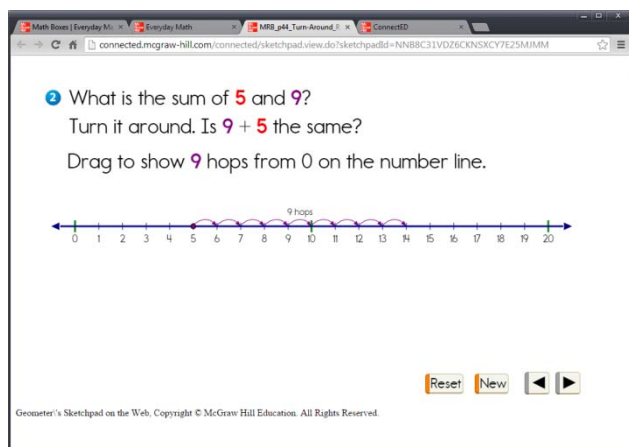 Math Boxes | Everyday Ma
Everyday Math
MRB_p44_Turn-Around_R
ConnectED
connected.mcgraw-hill.com/connected/sketchpad.view.do?sketchpadId=NNB8C31VDZ6CKNSXCY7E25MJMM
2 What is the sum of 5 and 9?
Turn it around. Is 9 + 5 the same?
Drag to show 9 hops from 0 on the number line.
9 hops
0 1 2 3 4 5 6 7 8 9 10 11 12 13 14 15 16 17 18 19 20
Reset New
Geometer\'s Sketchpad on the Web, Copyright © McGraw Hill Education. All Rights Reserved.